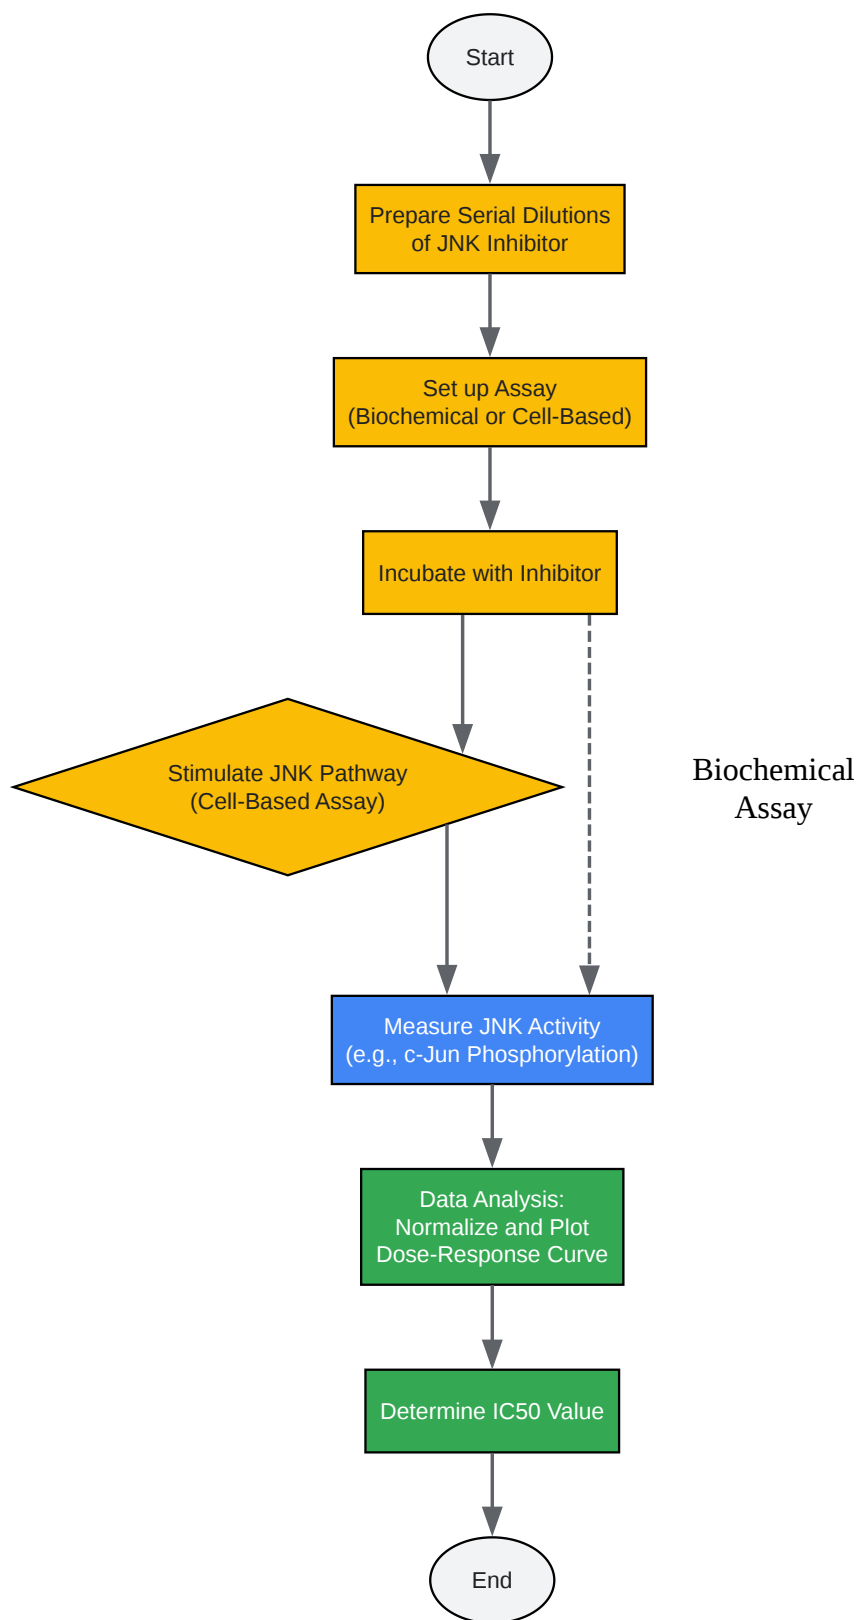 Start
Prepare Serial Dilutions
of JNK Inhibitor
Set up Assay
(Biochemical or Cell-Based)
Incubate with Inhibitor
Stimulate JNK Pathway
(Cell-Based Assay)
Biochemical
Assay
Measure JNK Activity
(e.g., c-Jun Phosphorylation)
Data Analysis:
Normalize and Plot
Dose-Response Curve
Determine IC50 Value
End